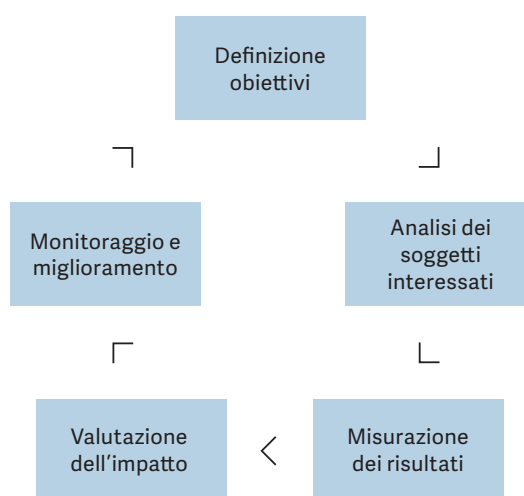 Definizione
obiettivi
Monitoraggio e
miglioramento
Analisi dei
soggetti
interessati
Valutazione
dell'impatto
Misurazione
dei risultati